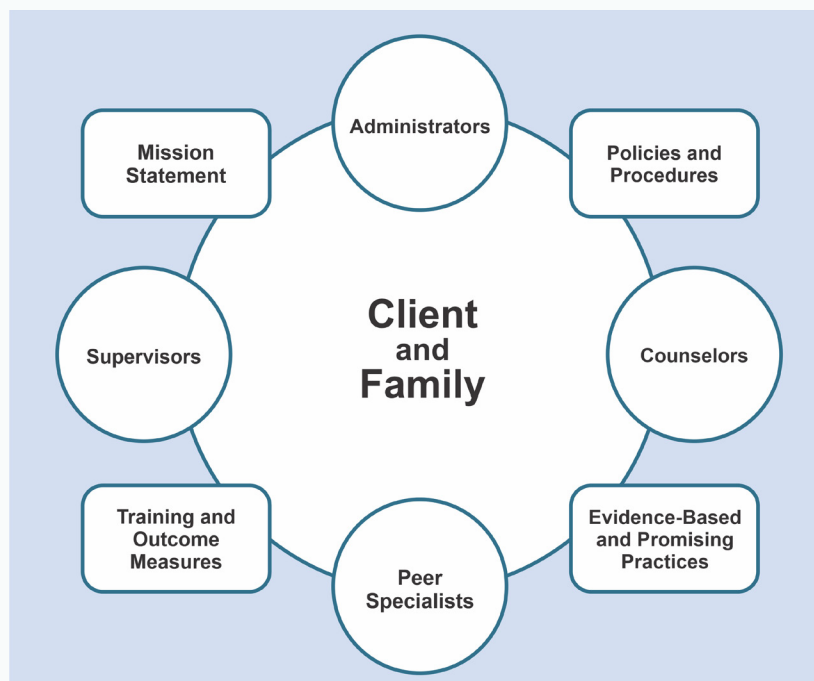 Administrators
Mission
Statement
Policies and
Procedures
Client
and
Family
Supervisors
Counselors
Training and
Outcome
Measures
Evidence-Based
and Promising
Practices
Peer
Specialists